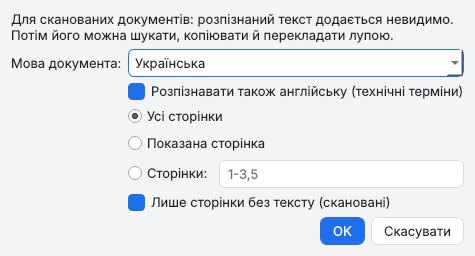 Для сканованих документів: розпізнаний текст додається невидимо.
Потім його можна шукати, копіювати й перекладати лупою.
Мова документа: Українська
Розпізнавати також англійську (технічні терміни)
Усі сторінки
Показана сторінка
Сторінки: 1-3,5
Лише сторінки без тексту (скановані)
OK Скасувати